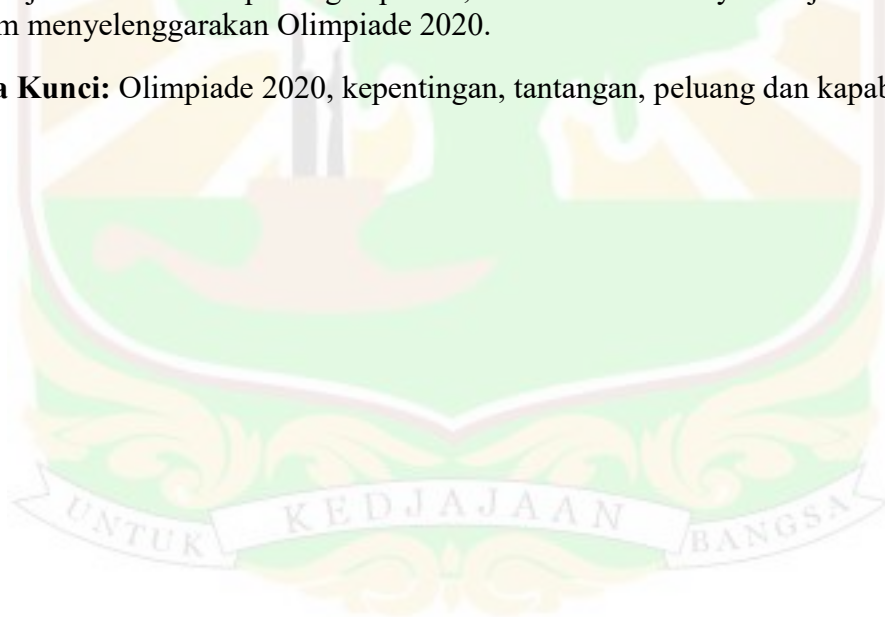 m menyelenggarakan Olimpiade 2020.
a Kunci: Olimpiade 2020, kepentingan, tantangan, peluang dan kapab
UNTUK KEDJAJAAN BANGSA